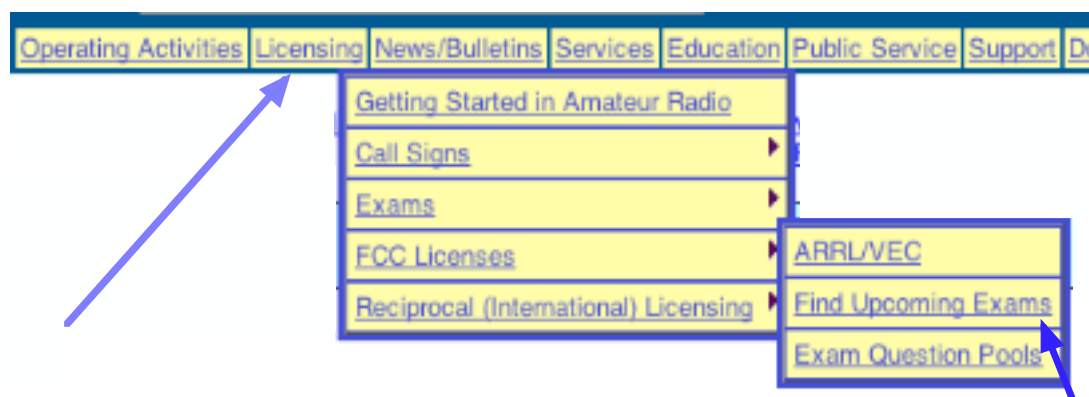 Operating Activities Licensing News/Bulletins Services Education Public Service Support
Getting Started in Amateur Radio
Call Signs
Exams
FCC Licenses
Reciprocal (International) Licensing
ARRL/VEC
Find Upcoming Exams
Exam Question Pools